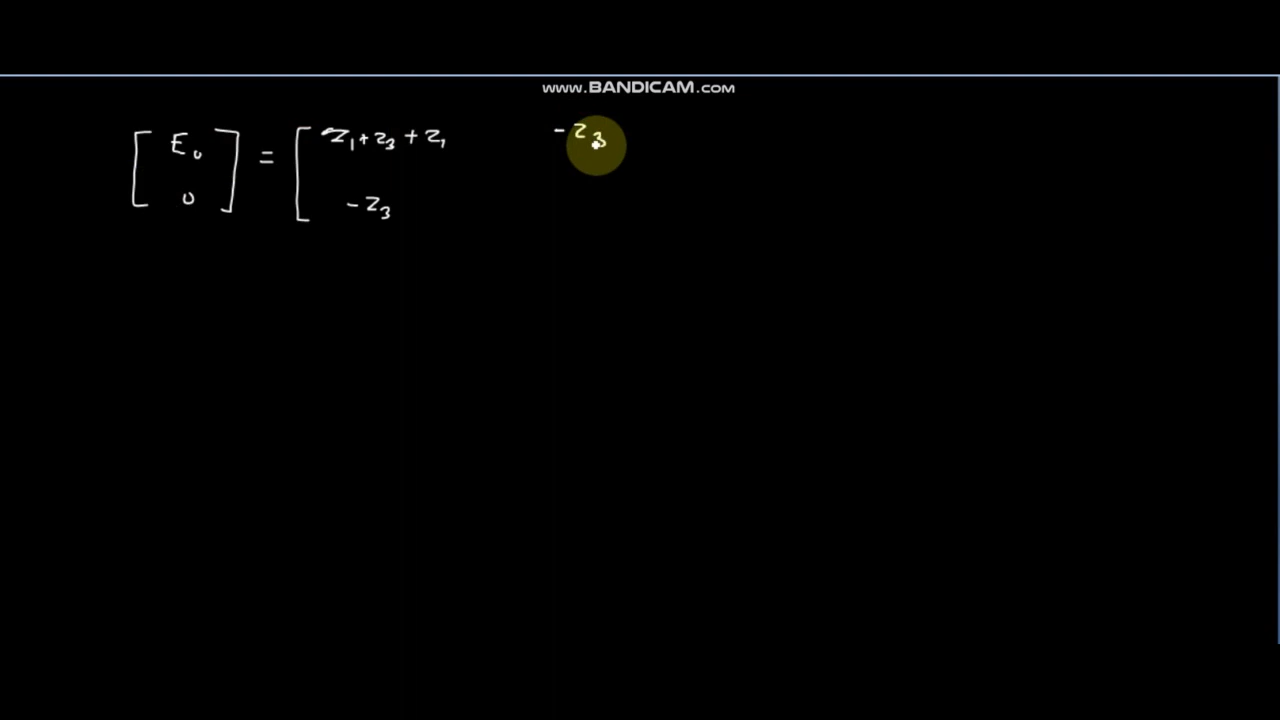 www.BANDICAM.com
[ E₀ ] = [ Z₁ + Z₃ + Z₁ - Z₃
0 - Z₃